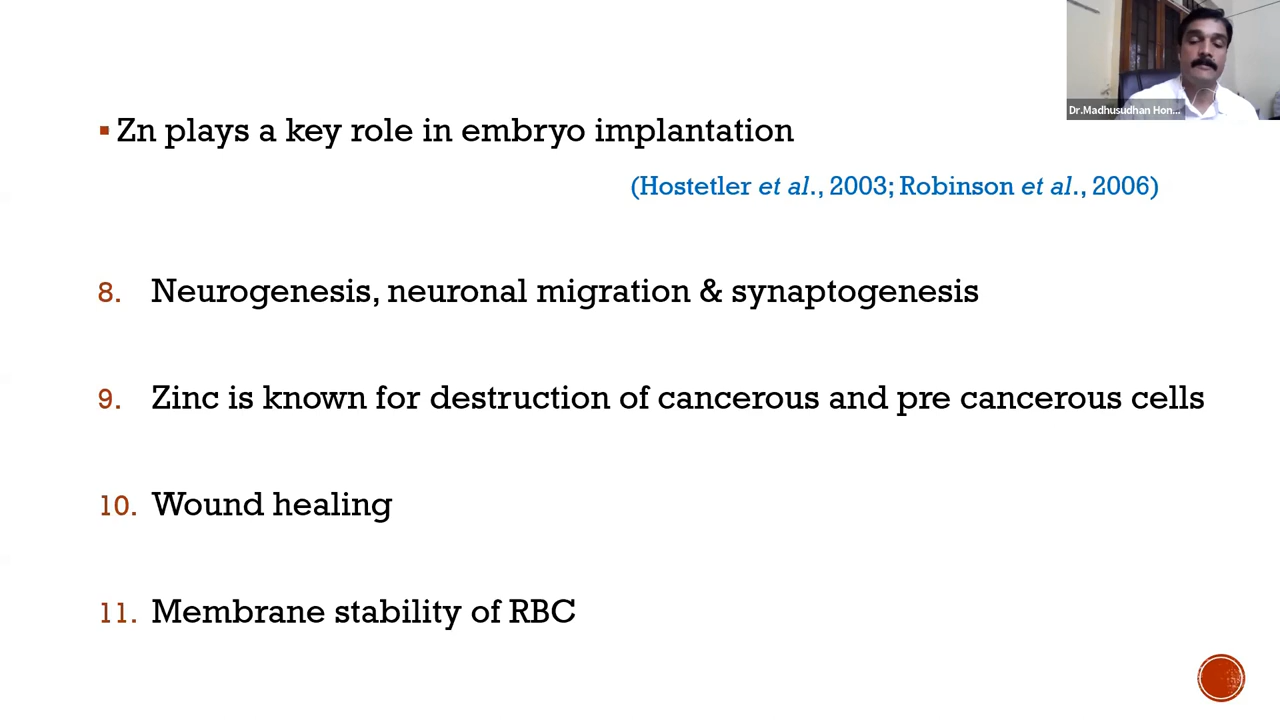 Dr.Madhusudhan Hon...
▪ Zn plays a key role in embryo implantation
(Hostetler et al., 2003; Robinson et al., 2006)
8. Neurogenesis, neuronal migration & synaptogenesis
9. Zinc is known for destruction of cancerous and pre cancerous cells
10. Wound healing
11. Membrane stability of RBC